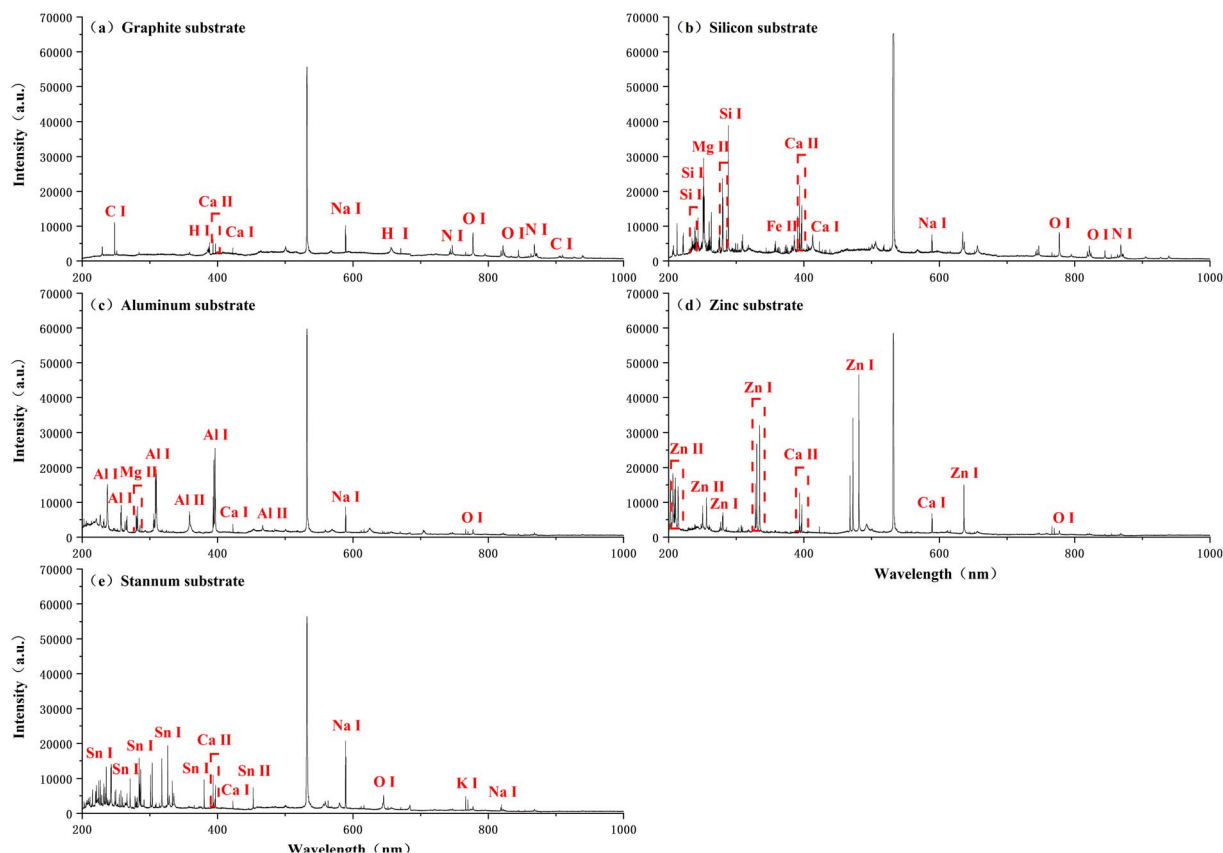 (a) Graphite substrate
70000
60000
50000
40000
30000
20000
10000
0
Intensity (a.u.)
C I
H I
Ca II
Ca I
Na I
H I
N I
O I
O I
N I
C I
200 400 600 800 1000
(b) Silicon substrate
70000
60000
50000
40000
30000
20000
10000
0
Si I
Si I
Mg II
Si I
Fe II
Ca II
Ca I
Na I
O I
O I
N I
200 400 600 800 1000
(c) Aluminum substrate
70000
60000
50000
40000
30000
20000
10000
0
Intensity (a.u.)
Al I
Al I
Mg II
Al I
Al II
Al I
Ca I
Al II
Na I
O I
200 400 600 800 1000
(d) Zinc substrate
70000
60000
50000
40000
30000
20000
10000
0
Zn II
Zn II
Zn I
Zn I
Ca II
Zn I
Ca I
Zn I
O I
200 400 600 800 1000
Wavelength (nm)
(e) Stannum substrate
70000
60000
50000
40000
30000
20000
10000
0
Intensity (a.u.)
Sn I
Sn I
Sn I
Sn I
Sn I
Ca II
Ca I
Sn II
Na I
O I
K I
Na I
200 400 600 800 1000
Wavelength (nm)